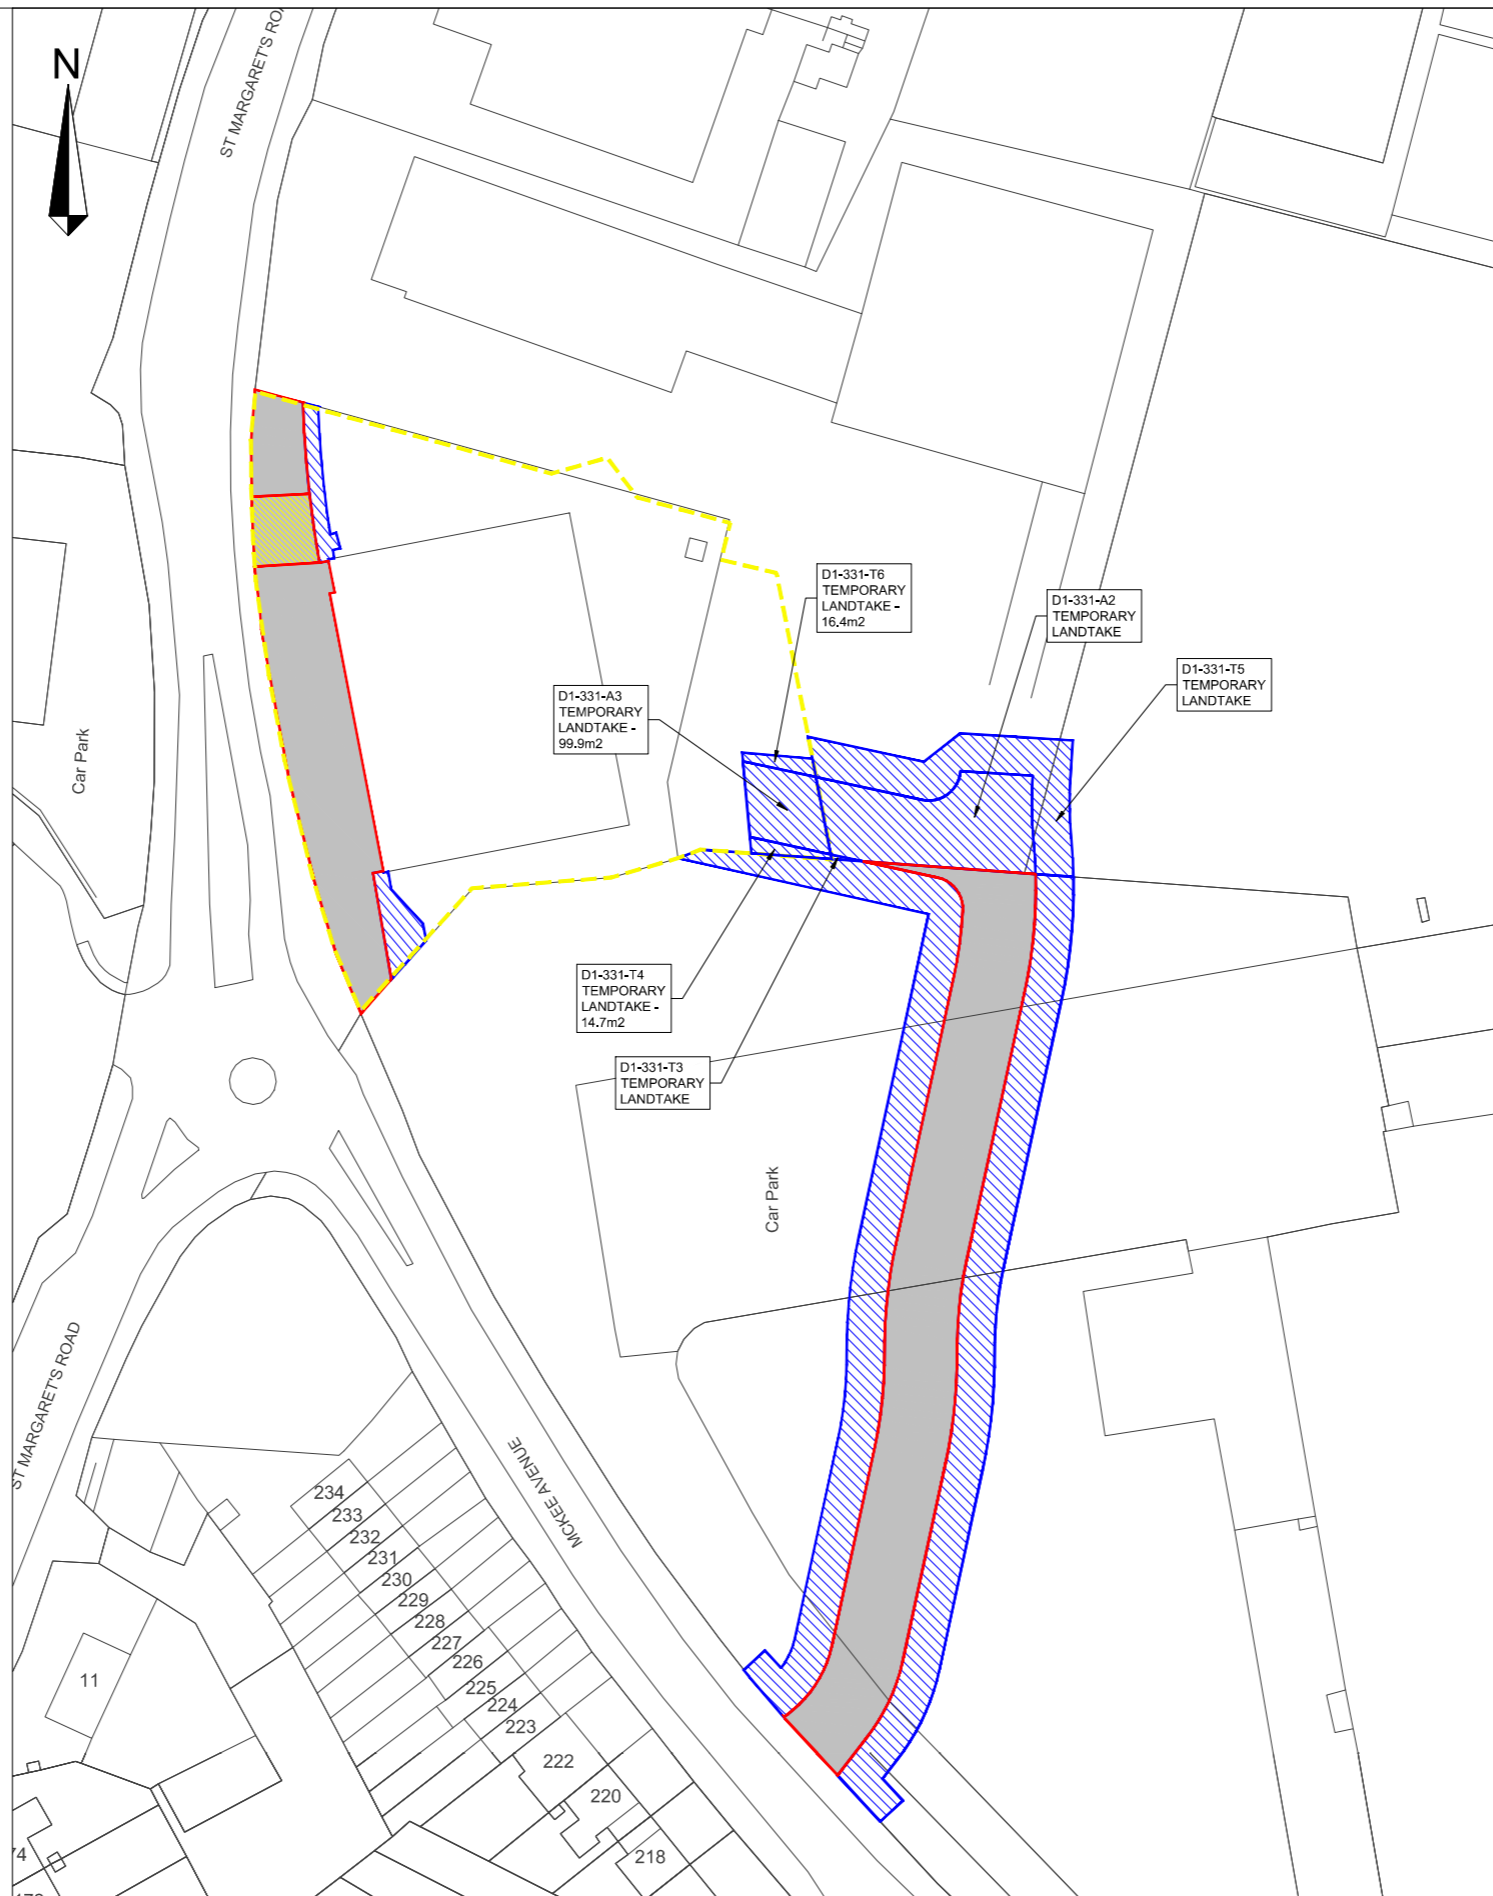 N
ST MARGARET'S
D1-331-T6
TEMPORARY
LANDTAKE -
16.4m2
D1-331-A2
TEMPORARY
LANDTAKE
D1-331-T5
TEMPORARY
LANDTAKE
D1-331-A3
TEMPORARY
LANDTAKE -
99.9m2
Car Park
D1-331-T4
TEMPORARY
LANDTAKE -
14.7m2
D1-331-T3
TEMPORARY
LANDTAKE
Car Park
ST MARGARET'S ROAD
MCKEE AVENUE
234
233
232
231
230
229
228
227
226
225
224
223
222
220
218
11